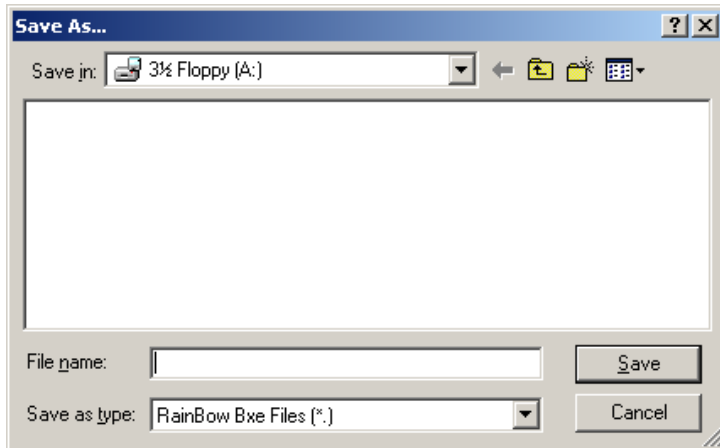 Save As...
Save in: 3½ Floppy (A:)
File name: Save
Save as type: RainBow Bxe Files (*.) Cancel